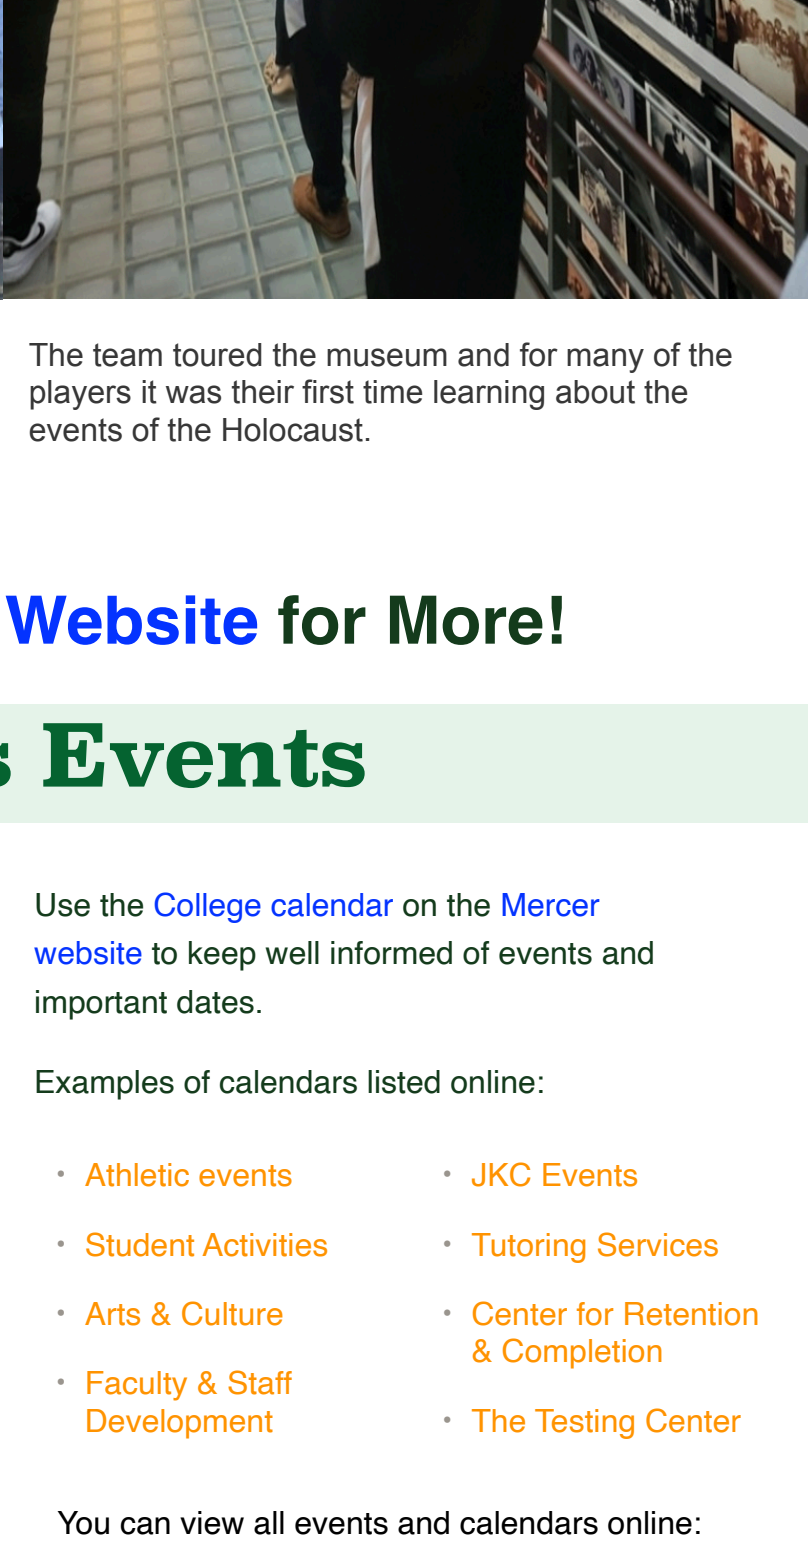 The team toured the museum and for many of the
players it was their first time learning about the
events of the Holocaust.
Website for More!
s Events
Use the College calendar on the Mercer
website to keep well informed of events and
important dates.
Examples of calendars listed online:
• Athletic events
• Student Activities
• Arts & Culture
• Faculty & Staff
Development
• JKC Events
• Tutoring Services
• Center for Retention
& Completion
• The Testing Center
You can view all events and calendars online: